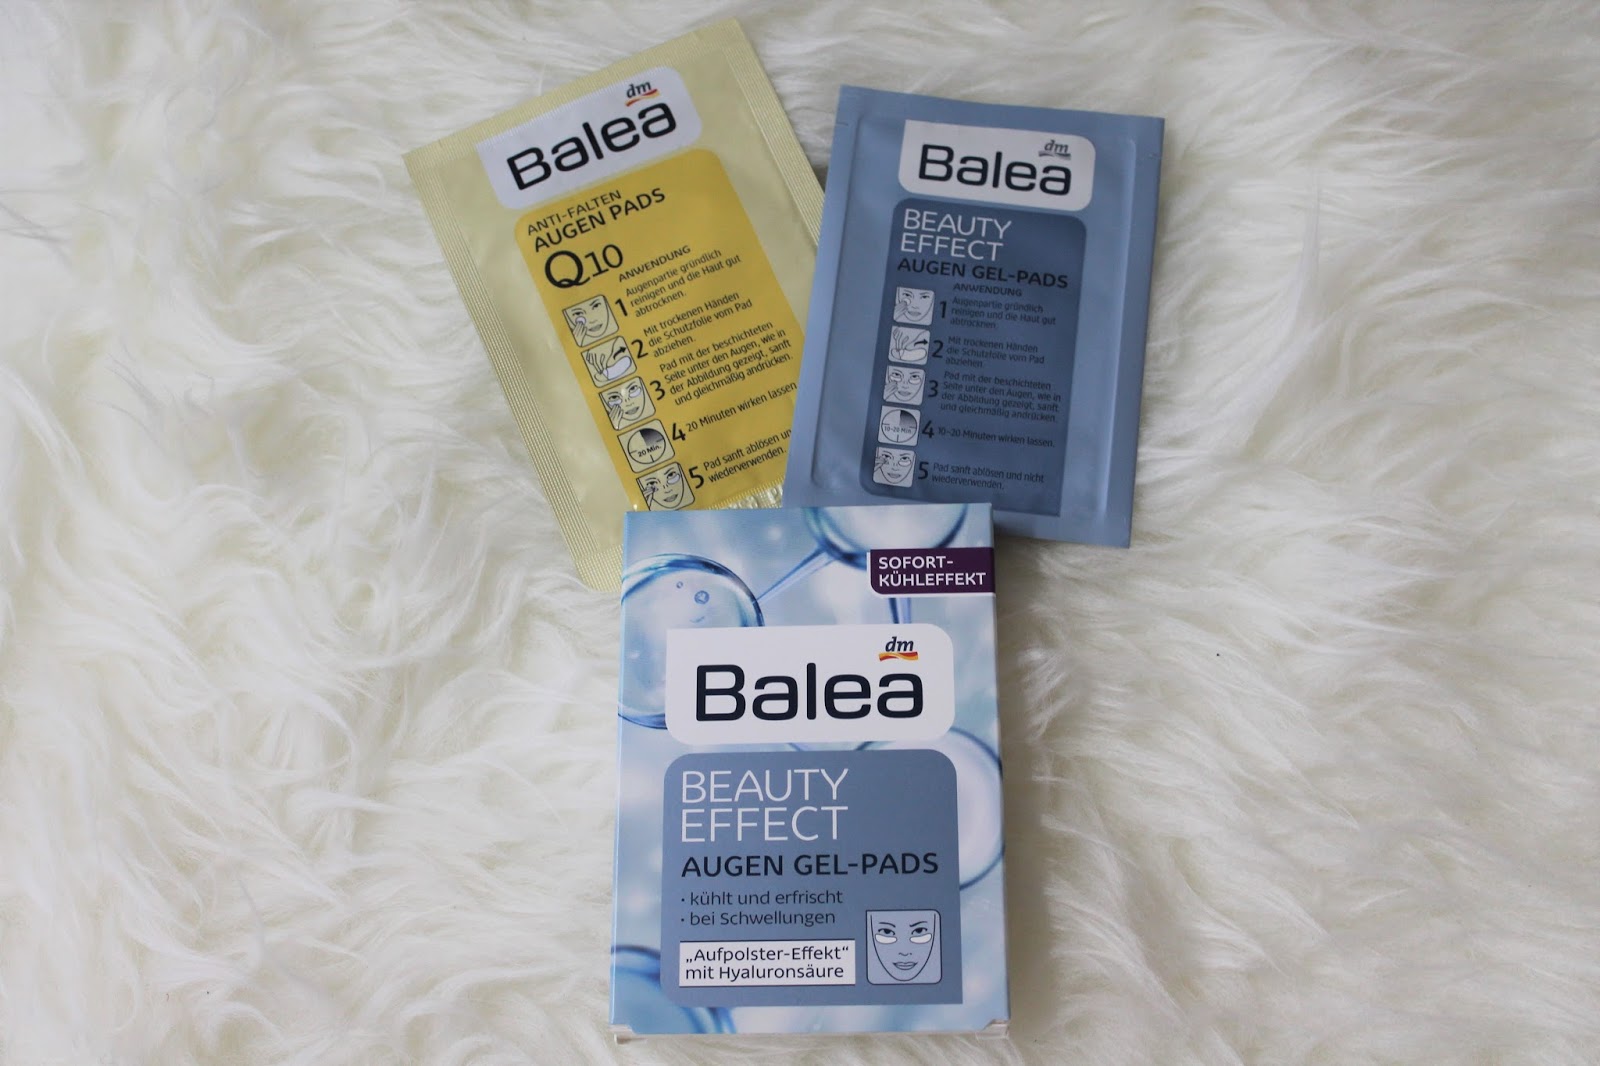 dm
Balea
ANTI-FALTEN
AUGEN PADS
Q10
ANWENDUNG
1 Augenpartie gründlich
reinigen und die Haut gut
abtrocknen.
2 Mit trockenen Händen
die Schutzfolie vom Pad
abziehen.
3 Pad mit der beschichteten
Seite unter den Augen, wie in
der Abbildung gezeigt, sanft
und gleichmäßig andrücken.
20 Min.
4 20 Minuten wirken lassen
5 Pad sanft ablösen un
wiederverwenden.
dm
Balea
BEAUTY
EFFECT
AUGEN GEL-PADS
ANWENDUNG
1 Augenpartie gründlich
reinigen und die Haut gut
abtrocknen.
2 Mit trockenen Händen
die Schutzfolie vom Pad
abziehen.
3 Pad mit der beschichteten
Seite unter den Augen, wie in
der Abbildung gezeigt, sanft
und gleichmäßig andrücken.
10-20 Min.
4 10-20 Minuten wirken lassen.
5 Pad sanft ablösen und nicht
wiederverwenden.
SOFORT-
KÜHLEFFEKT
dm
Balea
BEAUTY
EFFECT
AUGEN GEL-PADS
· kühlt und erfrischt
· bei Schwellungen
„Aufpolster-Effekt“
mit Hyaluronsäure